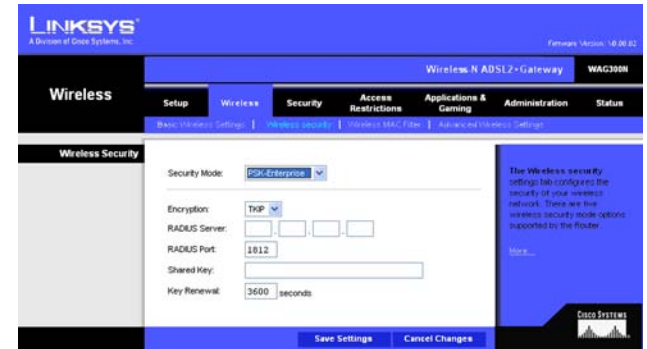 LINKSYS®
A Division of Cisco Systems, Inc.
Firmware Version: 1.0.00.02
Wireless-N ADSL2+Gateway WAG300N
Wireless
Setup Wireless Security Access Restrictions Applications & Gaming Administration Status
Basic Wireless Settings | Wireless security | Wireless MAC Filter | Advanced Wireless Settings
Wireless Security
Security Mode: PSK-Enterprise
Encryption: TKIP
RADIUS Server: . . .
RADIUS Port: 1812
Shared Key:
Key Renewal: 3600 seconds
The Wireless security
settings tab configures the
security of your wireless
network. There are five
wireless security mode options
supported by the Router.
More...
Save Settings Cancel Changes
CISCO SYSTEMS